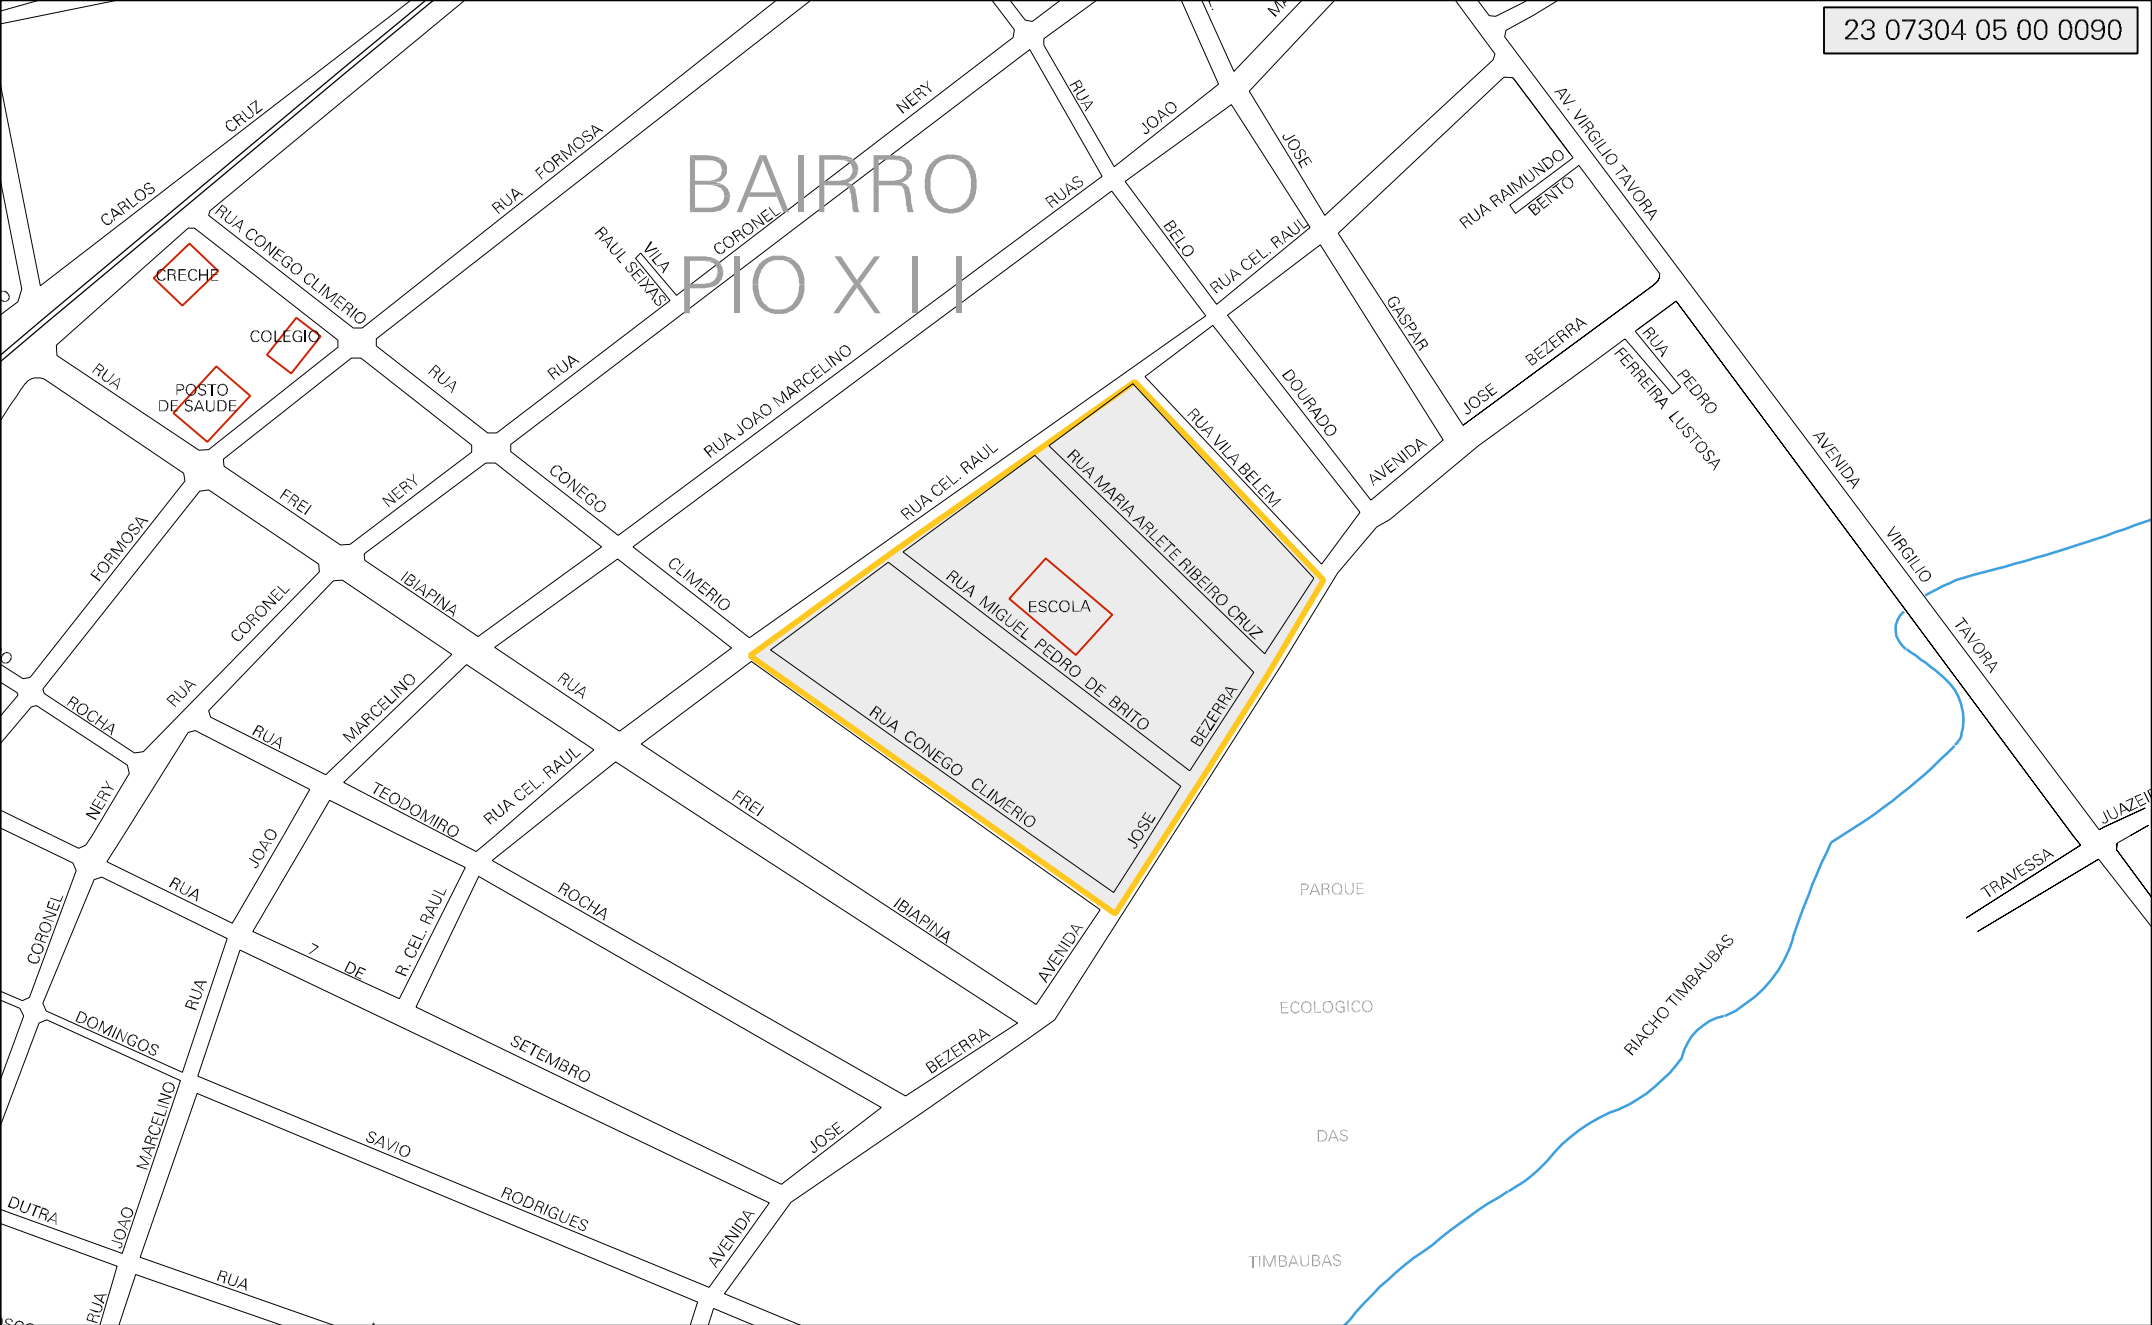 23 07304 05 00 0090
CARLOS CRUZ
RUA FORMOSA
BAIRRO
PIO X I I
NERY
CORONEL
RUA
RUA
JOAO
RUAS
JOSE
AV. VIRGILIO TAVORA
RUA RAIMUNDO
BENTO
RUA CONEGO CLIMERIO
CRECHE
COLEGIO
POSTO
DE SAUDE
RUA
RUA
VILA
RAUL SEIXAS
BELO
RUA CEL. RAUL
GASPAR
BEZERRA
JOSE
AVENIDA
RUA PEDRO
FERREIRA LUSTOSA
DOURADO
RUA VILA BELEM
RUA JOAO MARCELINO
RUA CEL. RAUL
RUA MARIA ARLETE RIBEIRO CRUZ
ESCOLA
RUA MIGUEL PEDRO DE BRITO
RUA CONEGO CLIMERIO
BEZERRA
JOSE
AVENIDA
AVENIDA
VIRGILIO
TAVORA
TRAVESSA
CONEGO
CLIMERIO
FREI
NERY
IBIAPINA
RUA
FORMOSA
CORONEL
RUA
ROCHA
MARCELINO
RUA
TEODOMIRO
RUA CEL. RAUL
FREI
IBIAPINA
ROCHA
NERY
JOAO
RUA
CORONEL
R. CEL. RAUL
7 DE
SETEMBRO
BEZERRA
JOSE
AVENIDA
RUA
DOMINGOS
SAVIO
RODRIGUES
MARCELINO
JOAO
RUA
DUTRA
RUA
PARQUE
ECOLOGICO
DAS
TIMBAUBAS
RIACHO TIMBAUBAS